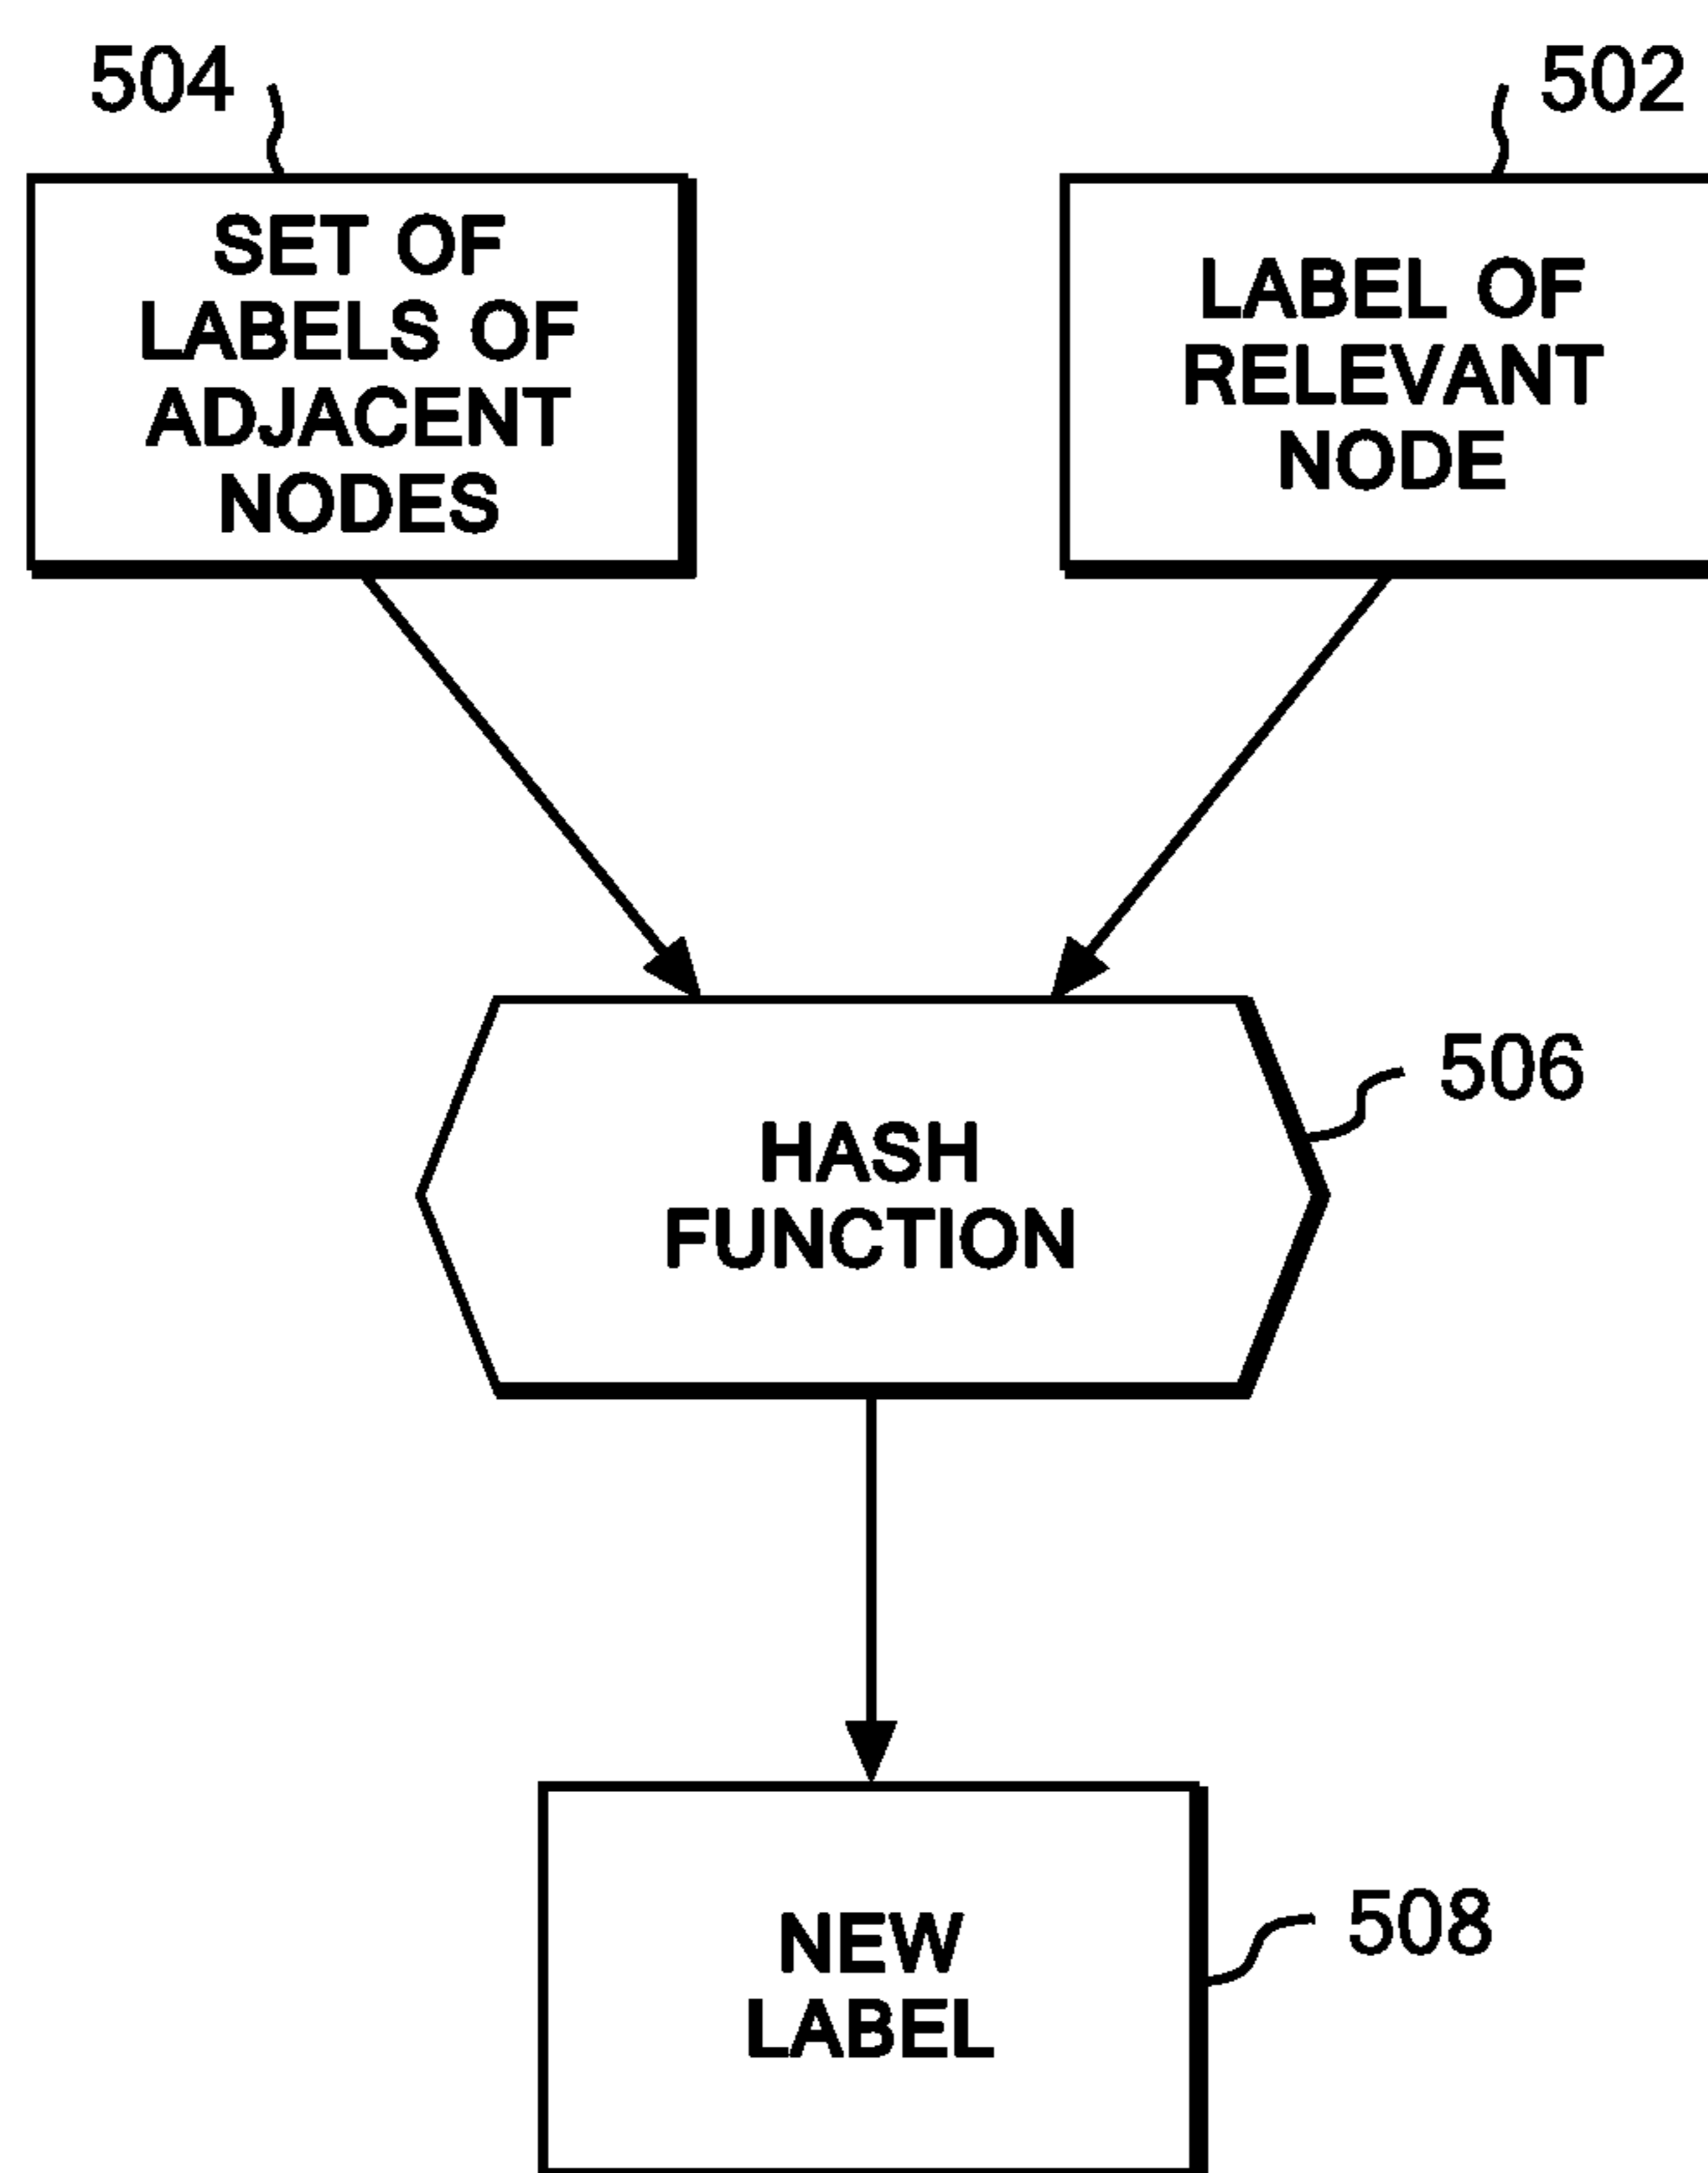 504
502
SET OF
LABELS OF
ADJACENT
NODES
LABEL OF
RELEVANT
NODE
506
HASH
FUNCTION
508
NEW
LABEL